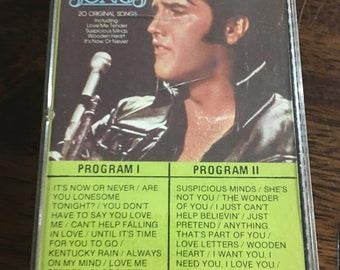 SONGS
20 ORIGINAL SONGS
Including
Love Me Tender
Suspicious Minds
Wooden Heart
It's Now Or Never
PROGRAM I
IT'S NOW OR NEVER / ARE
YOU LONESOME
TONIGHT? / YOU DON'T
HAVE TO SAY YOU LOVE
ME / CAN'T HELP FALLING
IN LOVE / UNTIL IT'S TIME
FOR YOU TO GO /
KENTUCKY RAIN / ALWAYS
ON MY MIND / LOVE ME
PROGRAM II
SUSPICIOUS MINDS / SHE'S
NOT YOU / THE WONDER
OF YOU / I JUST CAN'T
HELP BELIEVIN' / JUST
PRETEND / ANYTHING
THAT'S PART OF YOU /
LOVE LETTERS / WOODEN
HEART / I WANT YOU, I
NEED YOU, I LOVE YOU /